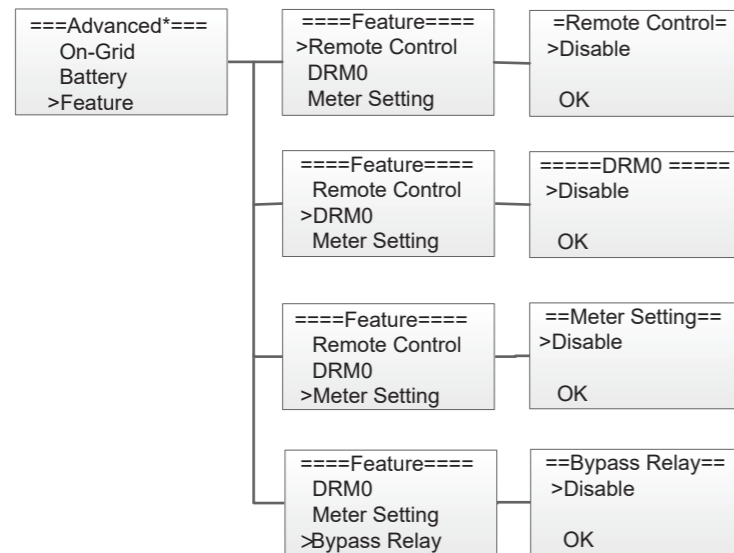 ===Advanced*===
On-Grid
Battery
>Feature
====Feature====
>Remote Control
DRM0
Meter Setting
=Remote Control=
>Disable
OK
====Feature====
Remote Control
>DRM0
Meter Setting
=====DRM0 =====
>Disable
OK
====Feature====
Remote Control
DRM0
>Meter Setting
==Meter Setting==
>Disable
OK
====Feature====
DRM0
Meter Setting
>Bypass Relay
==Bypass Relay==
>Disable
OK